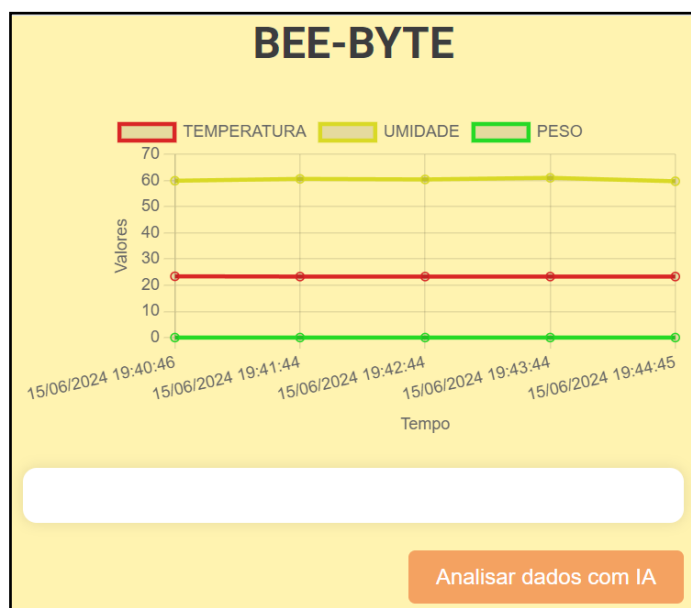 BEE-BYTE
TEMPERATURA UMIDADE PESO
70
60
50
40
30
20
10
0
Valores
15/06/2024 19:40:46
15/06/2024 19:41:44
15/06/2024 19:42:44
15/06/2024 19:43:44
15/06/2024 19:44:45
Tempo
Analisar dados com IA